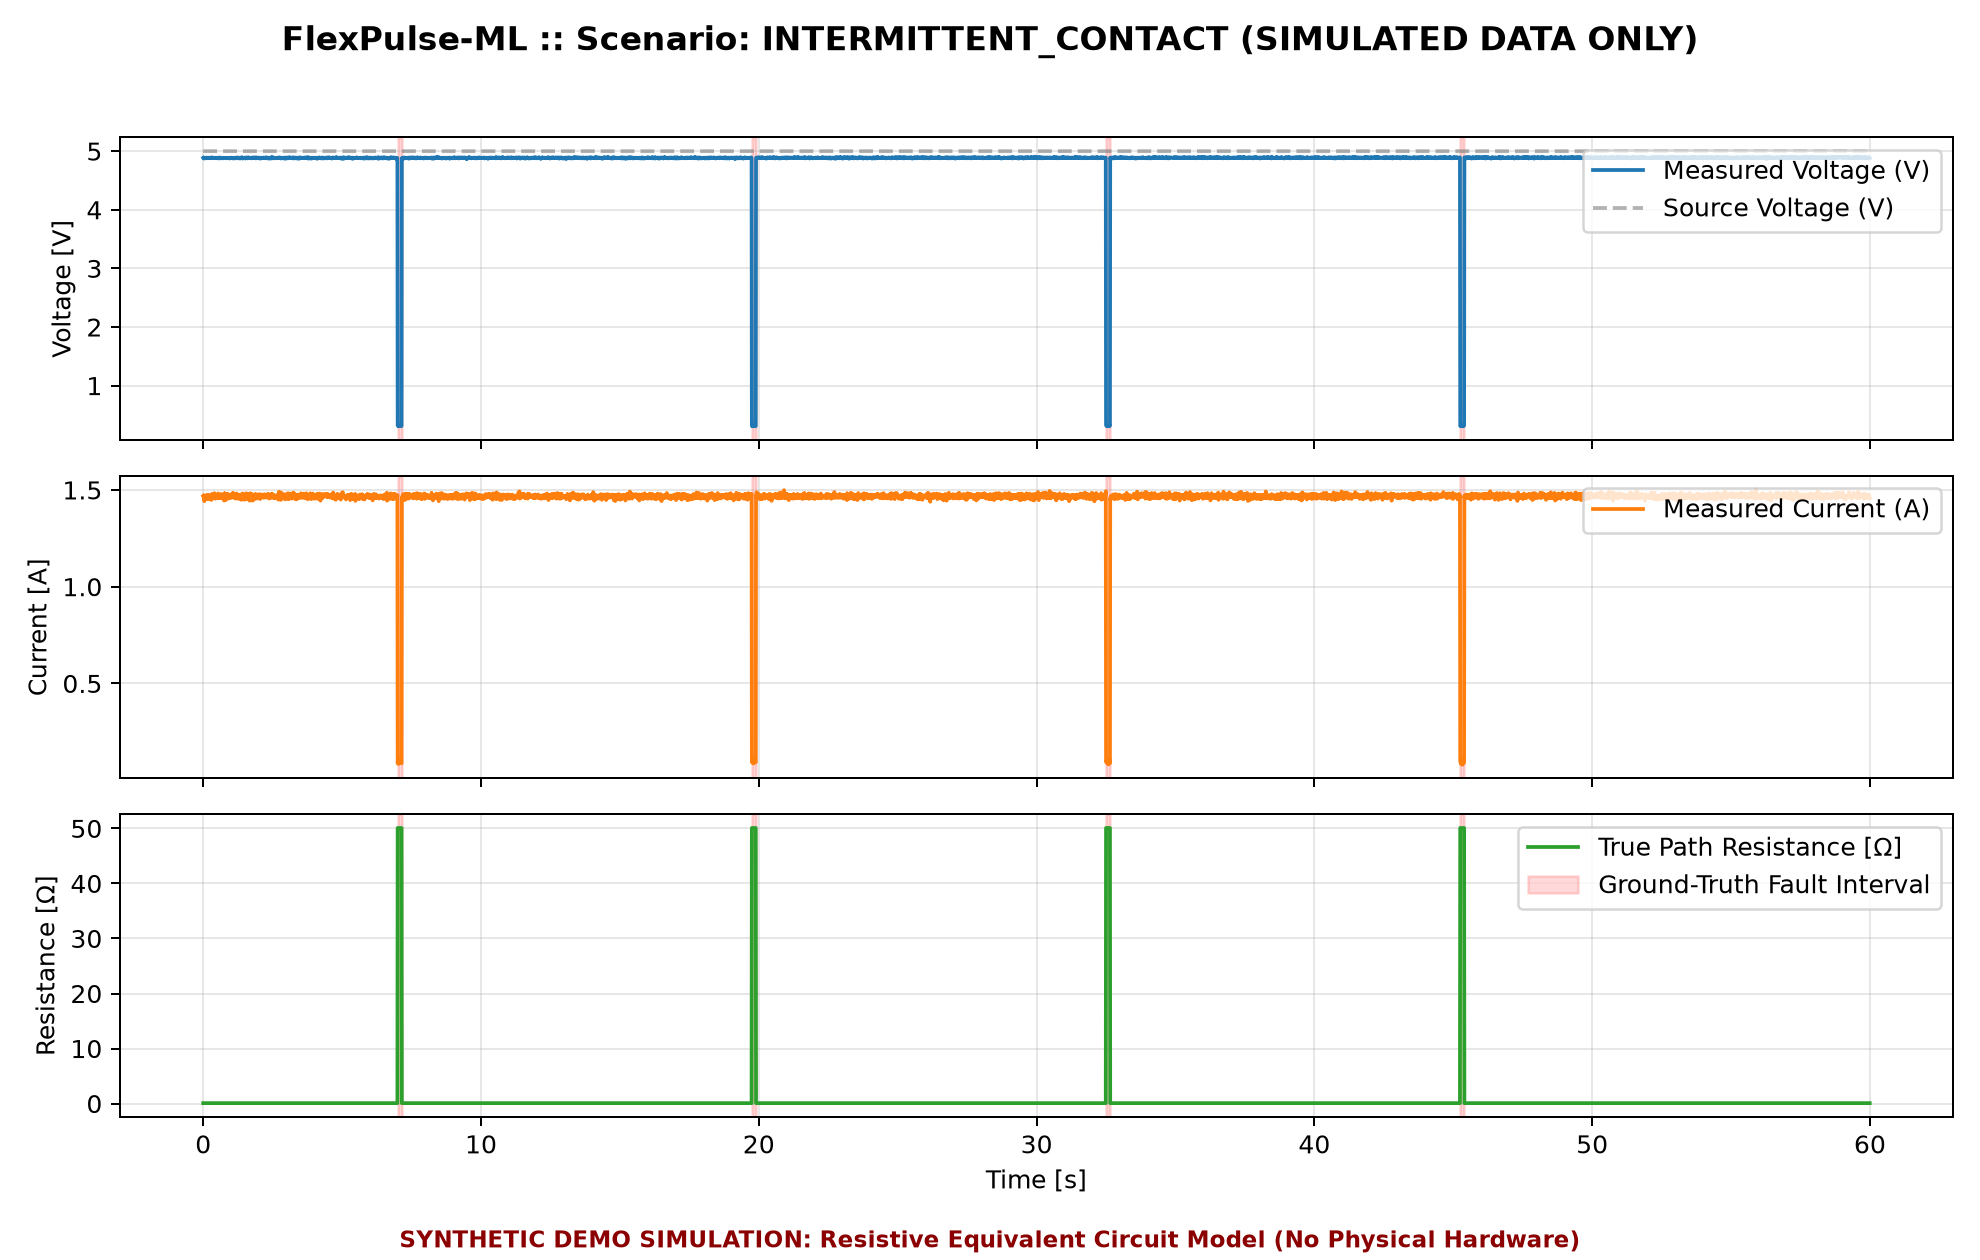 FlexPulse-ML :: Scenario: INTERMITTENT_CONTACT (SIMULATED DATA ONLY)
Voltage [V]
5
4
3
2
1
Measured Voltage (V)
Source Voltage (V)
Current [A]
1.5
1.0
0.5
Measured Current (A)
Resistance [Ω]
50
40
30
20
10
0
True Path Resistance [Ω]
Ground-Truth Fault Interval
0 10 20 30 40 50 60
Time [s]
SYNTHETIC DEMO SIMULATION: Resistive Equivalent Circuit Model (No Physical Hardware)